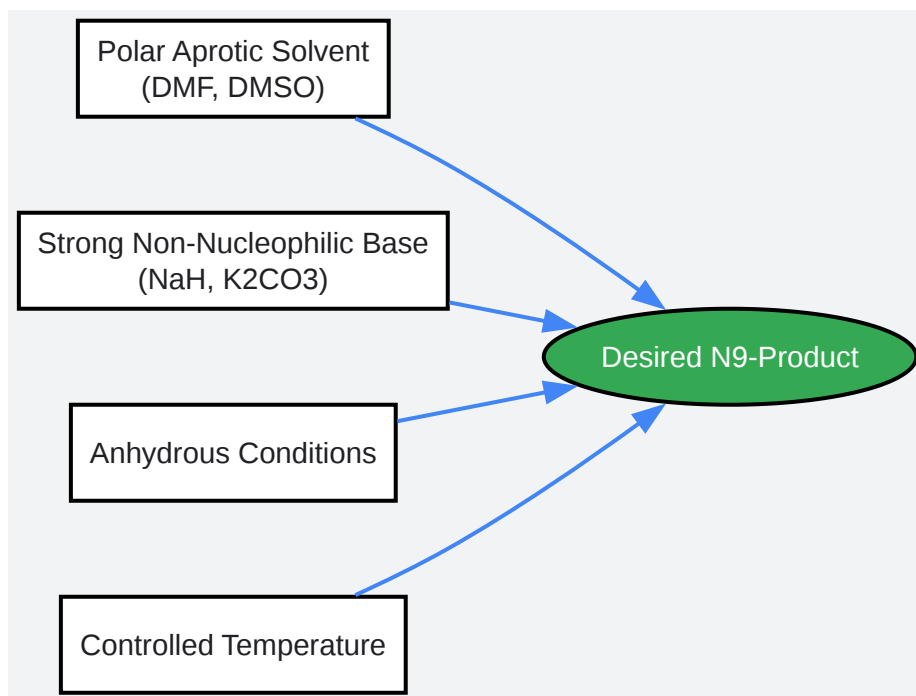 Polar Aprotic Solvent
(DMF, DMSO)
Strong Non-Nucleophilic Base
(NaH, K2CO3)
Desired N9-Product
Anhydrous Conditions
Controlled Temperature